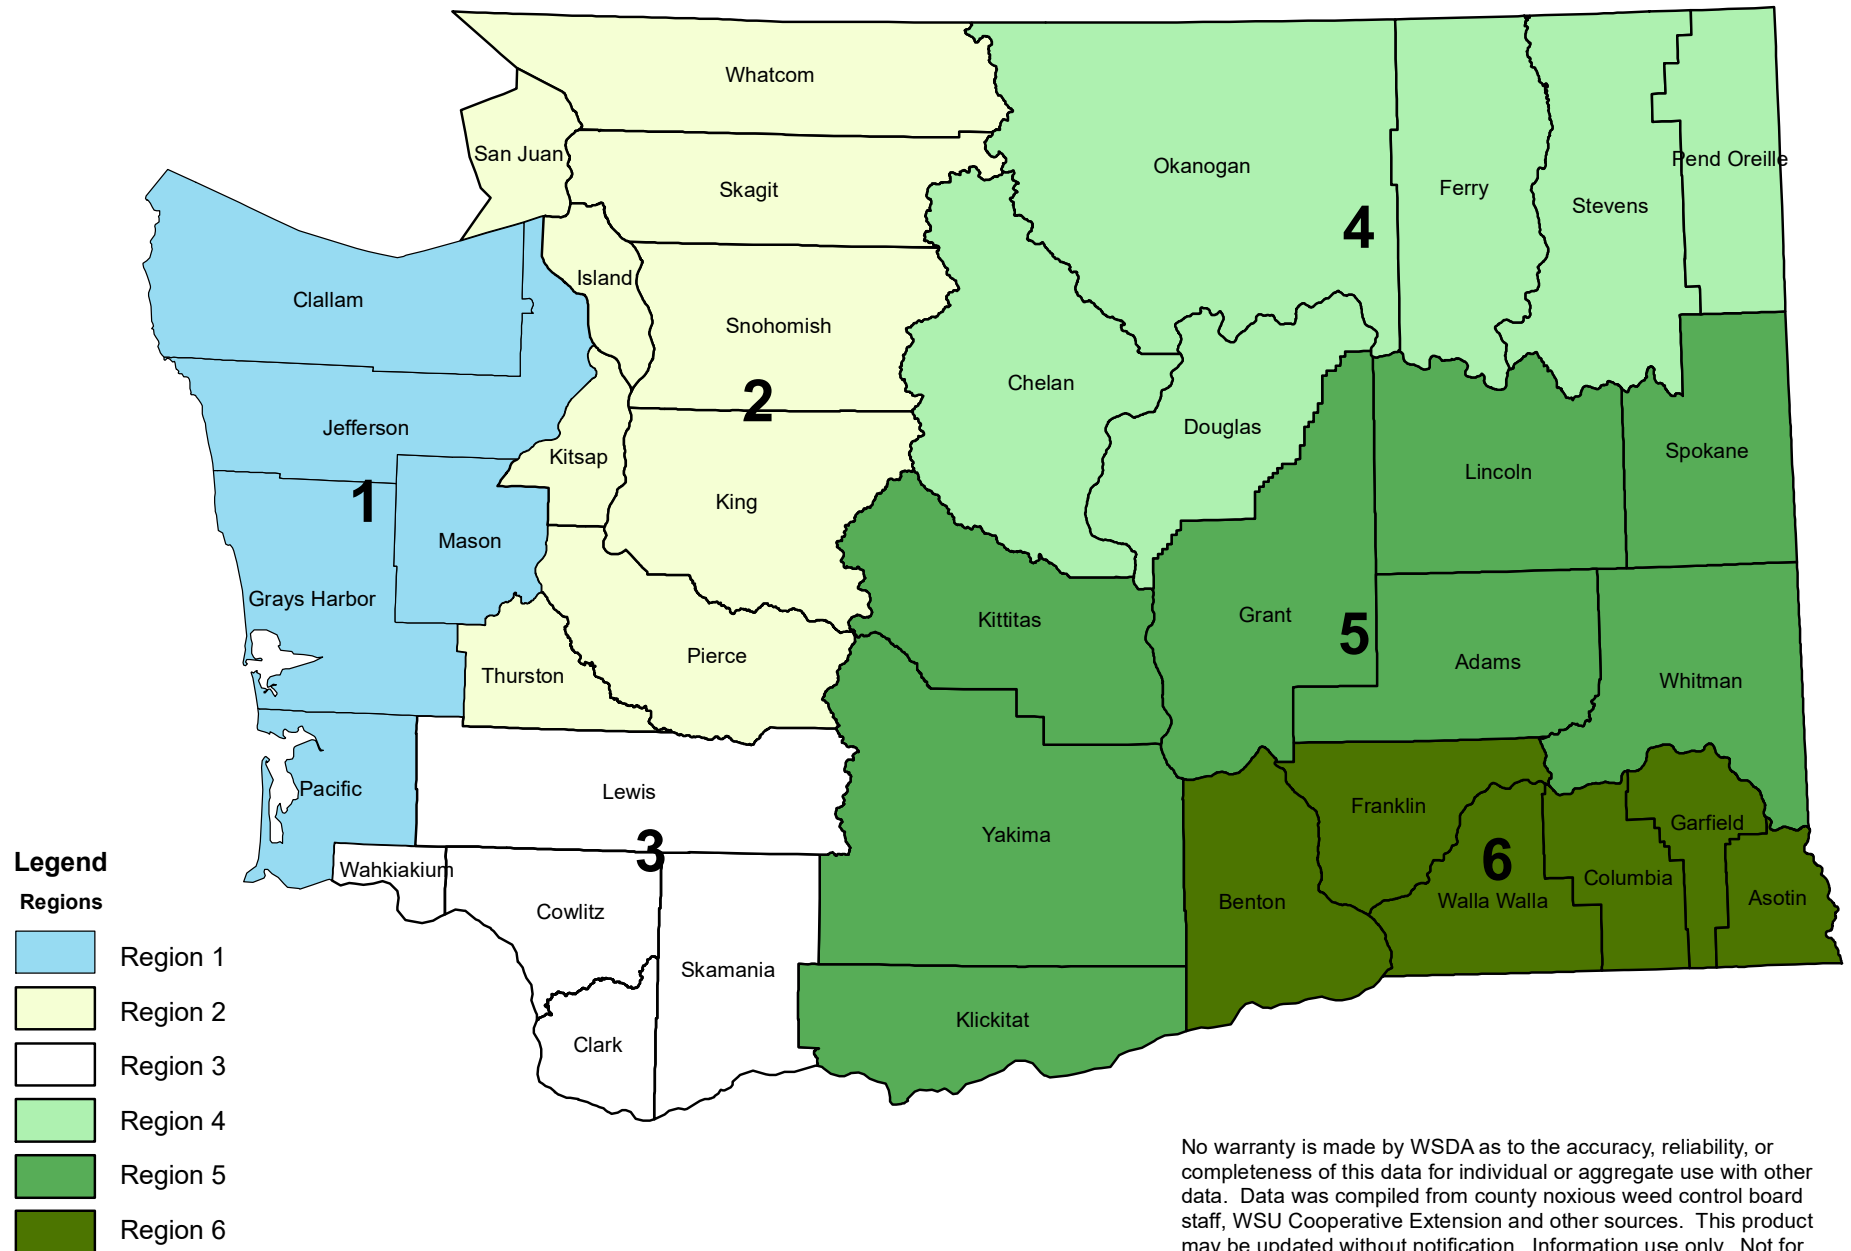 Whatcom
San Juan
Skagit
Okanogan
Pend Oreille
Ferry
Stevens
4
Island
Clallam
Snohomish
Chelan
2
Jefferson
Douglas
Kitsap
Spokane
Lincoln
1
King
Mason
Grays Harbor
Kittitas
Grant
5
Pierce
Adams
Thurston
Whitman
Pacific
Lewis
Franklin
Yakima
Garfield
3
6
Wahkiakium
Columbia
Cowlitz
Benton
Walla Walla
Asotin
Skamania
Klickitat
Clark
Legend
Regions
Region 1
Region 2
Region 3
Region 4
Region 5
Region 6
No warranty is made by WSDA as to the accuracy, reliability, or
completeness of this data for individual or aggregate use with other
data. Data was compiled from county noxious weed control board
staff, WSU Cooperative Extension and other sources. This product
may be updated without notification. Information use only. Not for